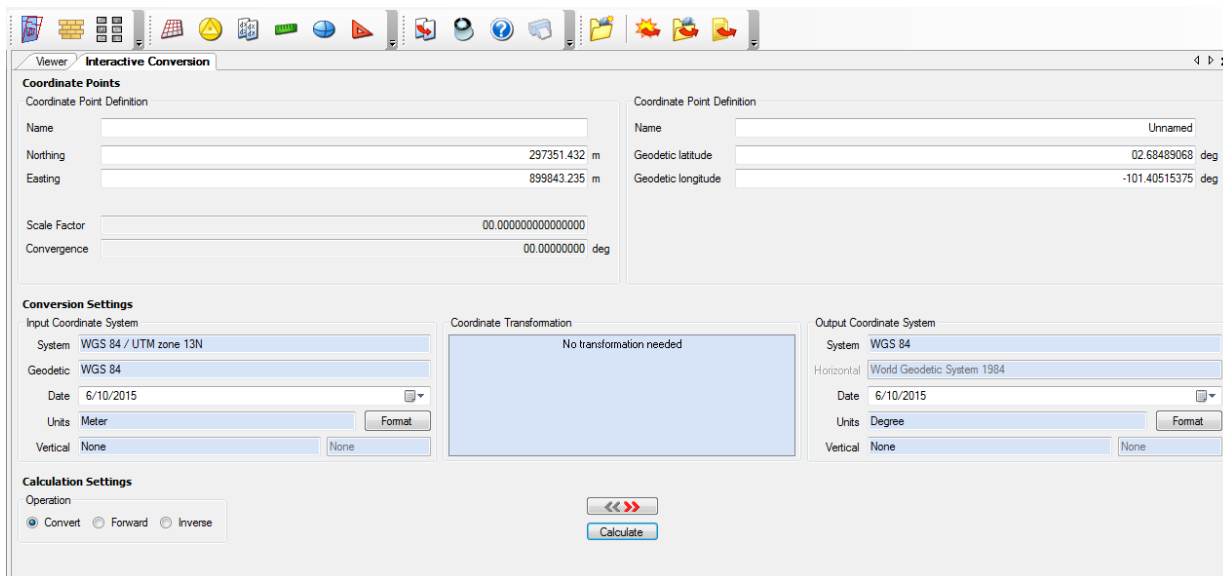 Viewer Interactive Conversion
Coordinate Points
Coordinate Point Definition
Name
Northing 297351.432 m
Easting 899843.235 m
Scale Factor 00.000000000000000
Convergence 00.00000000 deg
Coordinate Point Definition
Name Unnamed
Geodetic latitude 02.68489068 deg
Geodetic longitude -101.40515375 deg
Conversion Settings
Input Coordinate System
System WGS 84 / UTM zone 13N
Geodetic WGS 84
Date 6/10/2015
Units Meter Format
Vertical None None
Coordinate Transformation
No transformation needed
Output Coordinate System
System WGS 84
Horizontal World Geodetic System 1984
Date 6/10/2015
Units Degree Format
Vertical None None
Calculation Settings
Operation
Convert Forward Inverse
Calculate